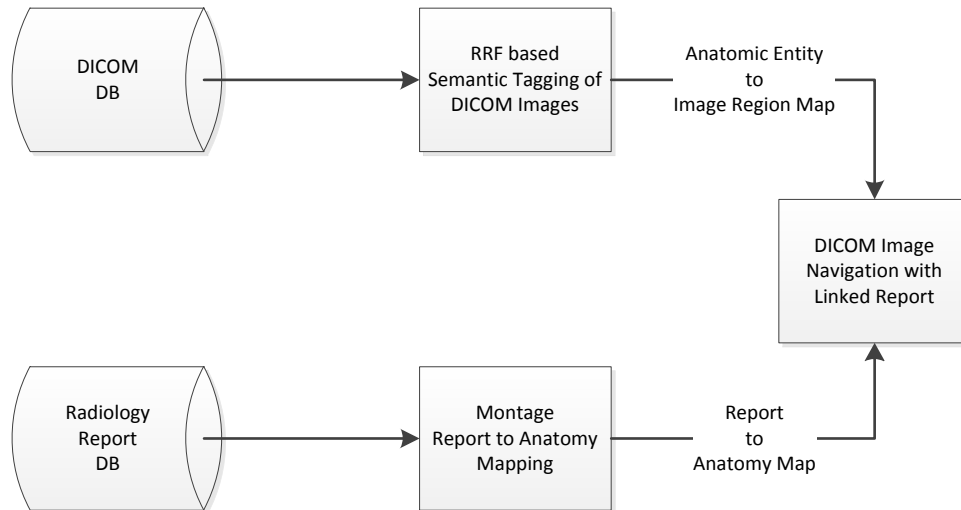 DICOM
DB
RRF based
Semantic Tagging of
DICOM Images
Anatomic Entity
to
Image Region Map
DICOM Image
Navigation with
Linked Report
Radiology
Report
DB
Montage
Report to Anatomy
Mapping
Report
to
Anatomy Map